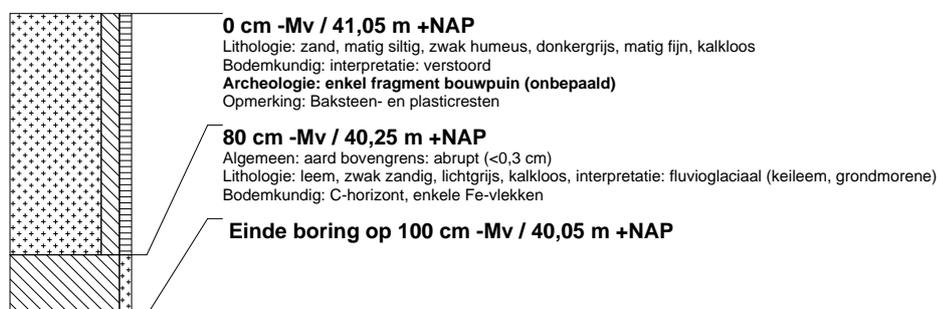 0 cm -Mv / 41,05 m +NAP
Lithologie: zand, matig siltig, zwak humeus, donkergrijs, matig fijn, kalkloos
Bodemkundig: interpretatie: verstoord
Archeologie: enkel fragment bouwpuin (onbepaald)
Opmerking: Baksteen- en plasticresten
80 cm -Mv / 40,25 m +NAP
Algemeen: aard bovengrens: abrupt (<0,3 cm)
Lithologie: leem, zwak zandig, lichtgrijs, kalkloos, interpretatie: fluvioglaciaal (keileem, grondmorene)
Bodemkundig: C-horizont, enkele Fe-vlekken
Einde boring op 100 cm -Mv / 40,05 m +NAP